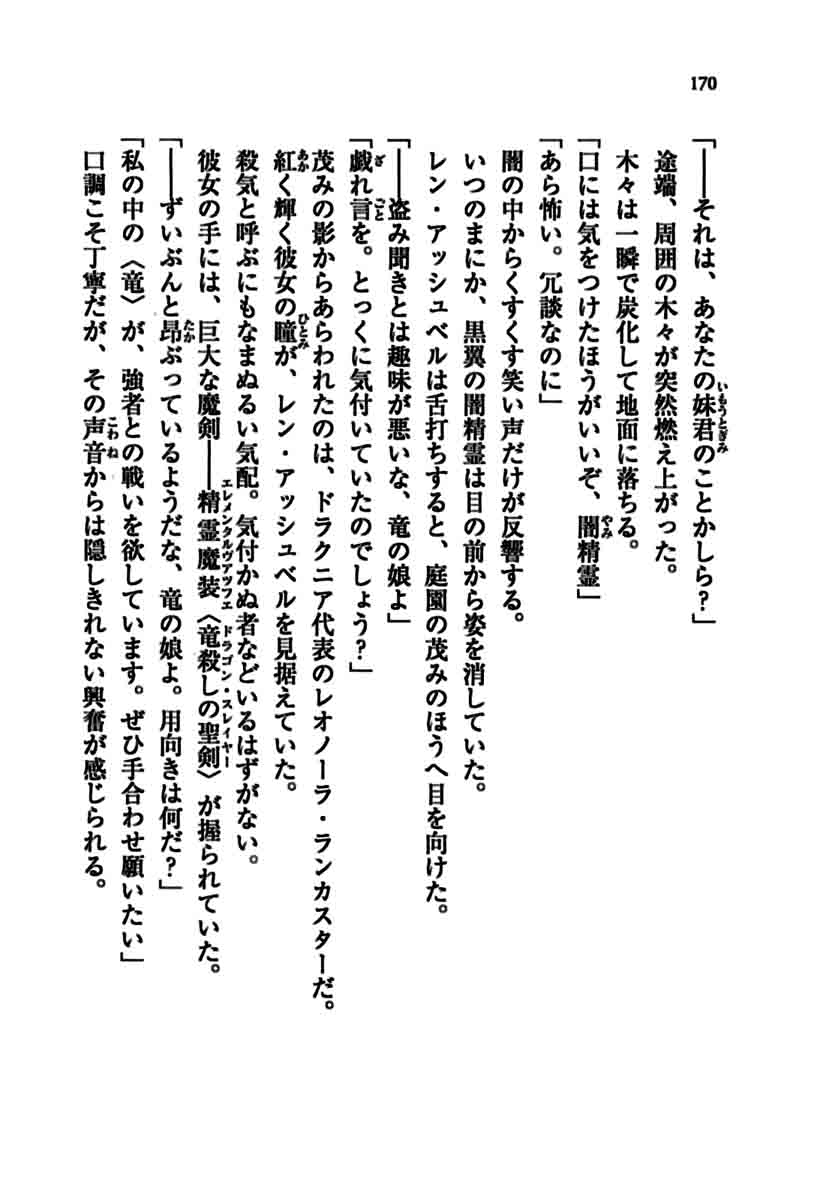 170
「――それは、あなたの妹君のことかしら？」
途端、周囲の木々が突然燃え上がった。
木々は一瞬で炭化して地面に落ちる。
「口には気をつけたほうがいいぞ、闇精霊」
「あら怖い。冗談なのに」
闇の中からくすくす笑い声だけが反響する。
いつのまにか、黒翼の闇精霊は目の前から姿を消していた。
レン・アッシュベルは舌打ちすると、庭園の茂みのほうへ目を向けた。
「――盗み聞きとは趣味が悪いな、竜の娘よ」
「戯れ言を。とっくに気付いていたのでしょう？」
茂みの影からあらわれたのは、ドラクニア代表のレオノーラ・ランカスターだ。
紅く輝く彼女の瞳が、レン・アッシュベルを見据えていた。
殺気と呼ぶにもなまぬるい気配。気付かぬ者などいるはずがない。
彼女の手には、巨大な魔剣――精霊魔装〈竜殺しの聖剣〉が握られていた。
「――ずいぶんと昂ぶっているようだな、竜の娘よ。用向きは何だ？」
「私の中の〈竜〉が、強者との戦いを欲しています。ぜひ手合わせ願いたい」
口調こそ丁寧だが、その声音からは隠しきれない興奮が感じられる。